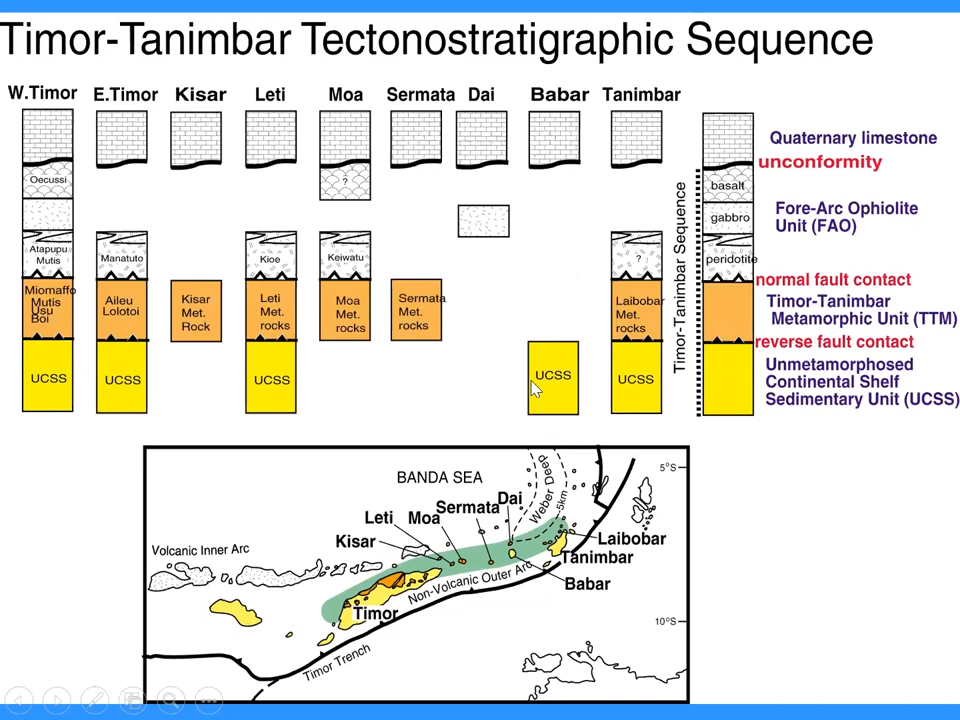 Timor-Tanimbar Tectonostratigraphic Sequence
W.Timor E.Timor Kisar Leti Moa Sermata Dai Babar Tanimbar
Quaternary limestone
unconformity
Oecussi
?
basalt
Fore-Arc Ophiolite
Unit (FAO)
gabbro
Atapupu
Mutis
Manatuto
Kioe
Keiwatu
?
peridotite
normal fault contact
Miomaffo
Mutis
Usu
Boi
Aileu
Lolotoi
Kisar
Met.
Rock
Leti
Met.
rocks
Moa
Met.
rocks
Sermata
Met.
rocks
Laibobar
Met.
rocks
Timor-Tanimbar
Metamorphic Unit (TTM)
reverse fault contact
UCSS
UCSS
UCSS
UCSS
UCSS
Unmetamorphosed
Continental Shelf
Sedimentary Unit (UCSS)
Timor-Tanimbar Sequence
BANDA SEA
Weber Deep
5km
5°S
Dai
Sermata
Moa
Leti
Kisar
Laibobar
Tanimbar
Babar
Volcanic Inner Arc
Non-Volcanic Outer Arc
Timor
Timor Trench
10°S